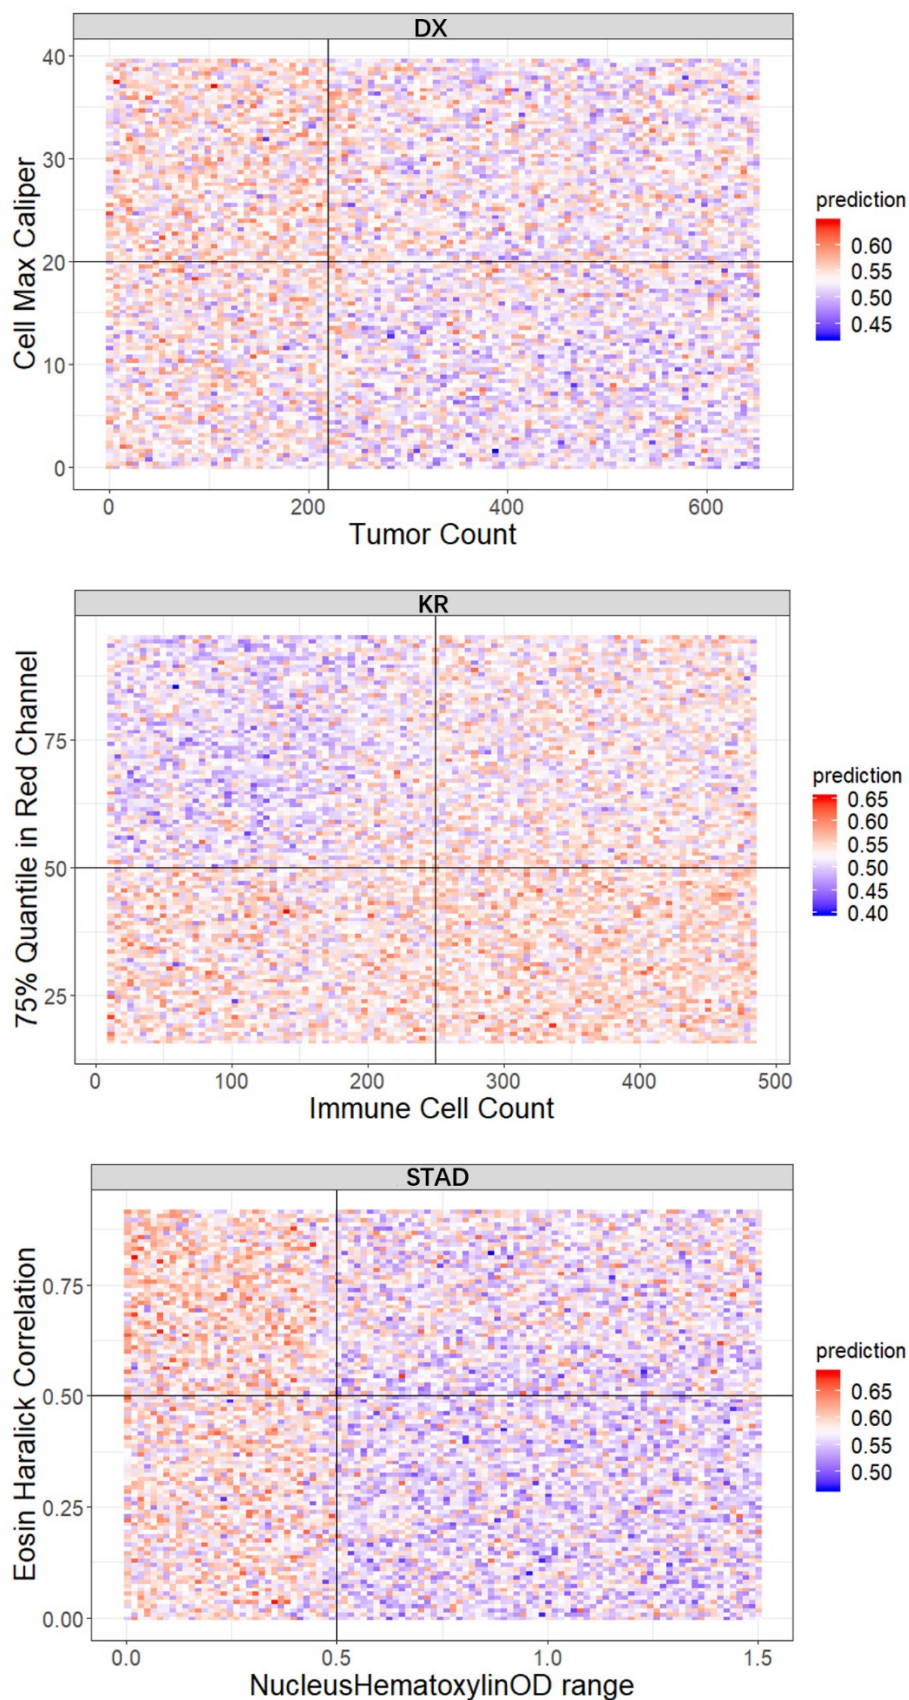 DX
40
30
20
10
0
Cell Max Caliper
0 200 400 600
Tumor Count
prediction
0.60
0.55
0.50
0.45
KR
75
50
25
75% Quantile in Red Channel
0 100 200 300 400 500
Immune Cell Count
prediction
0.65
0.60
0.55
0.50
0.45
0.40
STAD
0.75
0.50
0.25
0.00
Eosin Haralick Correlation
0.0 0.5 1.0 1.5
NucleusHematoxylinOD range
prediction
0.65
0.60
0.55
0.50